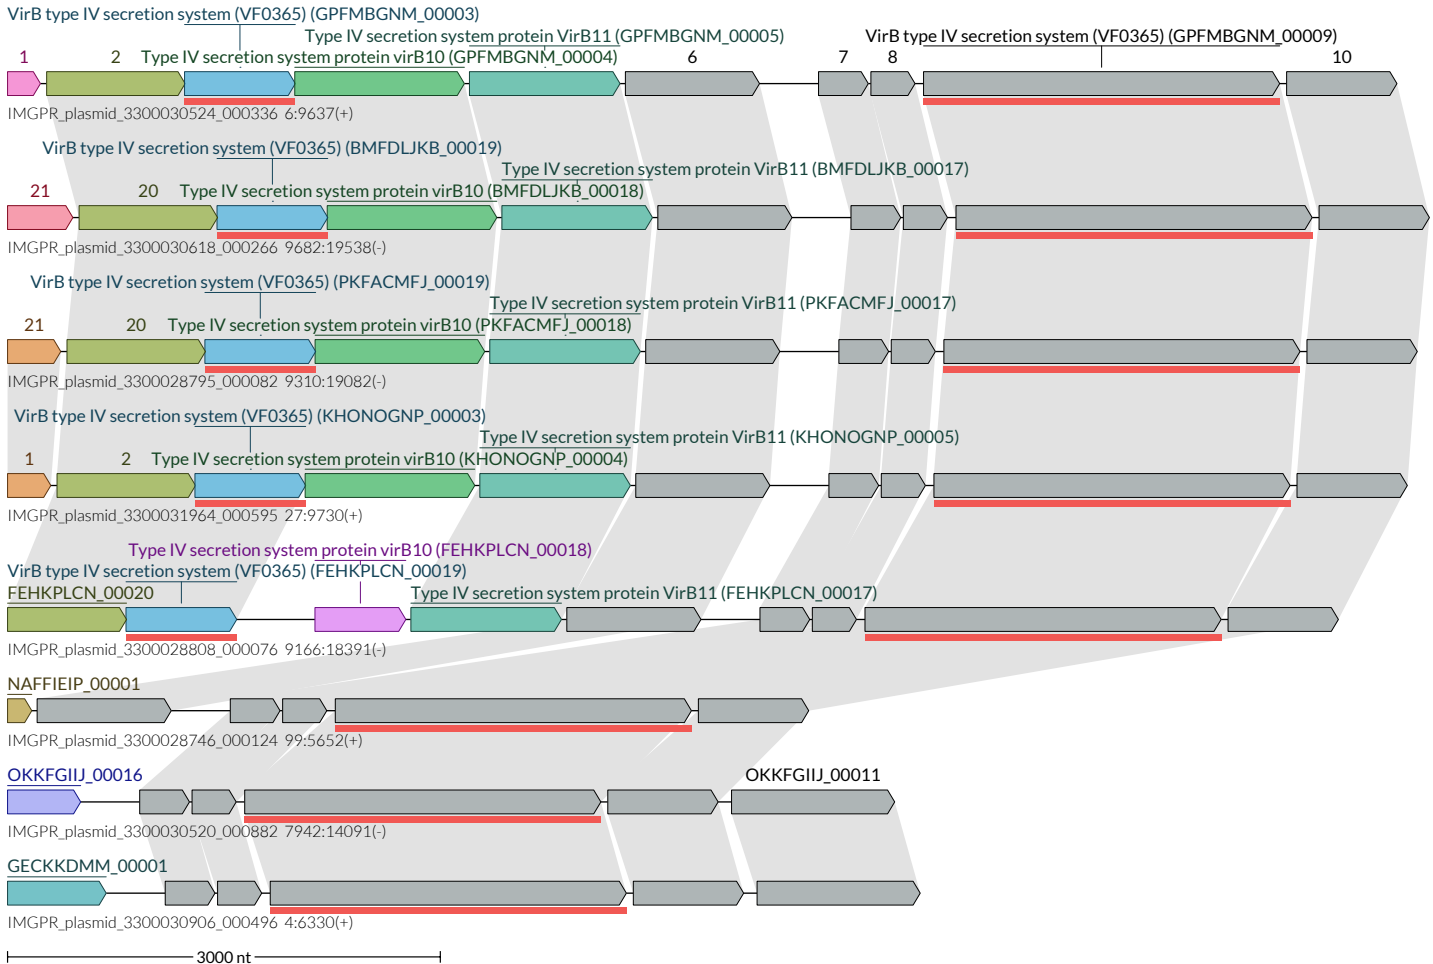 VirB type IV secretion system (VF0365) (GPFMBGNM_00003)
Type IV secretion system protein VirB11 (GPFMBGNM_00005)
VirB type IV secretion system (VF0365) (GPFMBGNM_00009)
1 2 Type IV secretion system protein virB10 (GPFMBGNM_00004) 6 7 8 10
IMGPR_plasmid_3300030524_000336 6:9637(+)
VirB type IV secretion system (VF0365) (BMFDLJKB_00019)
Type IV secretion system protein VirB11 (BMFDLJKB_00017)
21 20 Type IV secretion system protein virB10 (BMFDLJKB_00018)
IMGPR_plasmid_3300030618_000266 9682:19538(-)
VirB type IV secretion system (VF0365) (PKFACMFJ_00019)
Type IV secretion system protein VirB11 (PKFACMFJ_00017)
21 20 Type IV secretion system protein virB10 (PKFACMFJ_00018)
IMGPR_plasmid_3300028795_000082 9310:19082(-)
VirB type IV secretion system (VF0365) (KHONOGNP_00003)
Type IV secretion system protein VirB11 (KHONOGNP_00005)
1 2 Type IV secretion system protein virB10 (KHONOGNP_00004)
IMGPR_plasmid_3300031964_000595 27:9730(+)
Type IV secretion system protein virB10 (FEHKPLCN_00018)
VirB type IV secretion system (VF0365) (FEHKPLCN_00019)
FEHKPLCN_00020 Type IV secretion system protein VirB11 (FEHKPLCN_00017)
IMGPR_plasmid_3300028808_000076 9166:18391(-)
NAFFIEIP_00001
IMGPR_plasmid_3300028746_000124 99:5652(+)
OKKFGIIJ_00016 OKKFGIIJ_00011
IMGPR_plasmid_3300030520_000882 7942:14091(-)
GECKKDMM_00001
IMGPR_plasmid_3300030906_000496 4:6330(+)
3000 nt